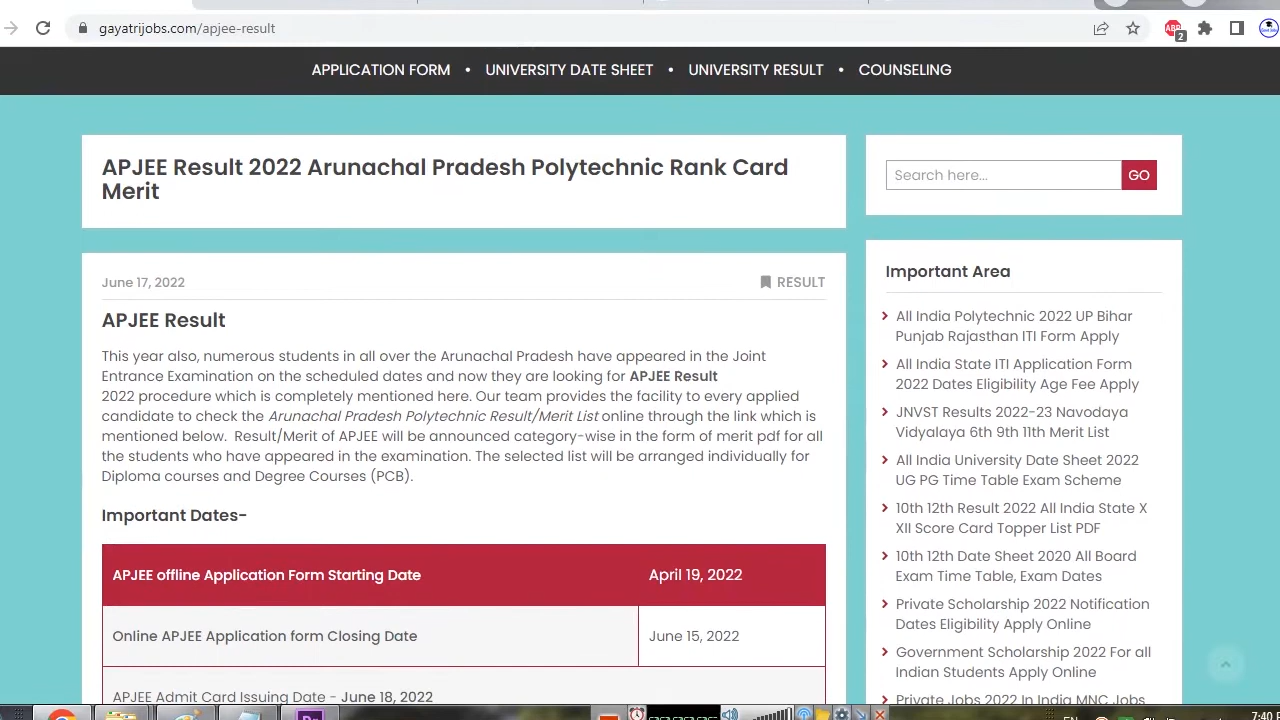 gayatrijobs.com/apjee-result
ABP
2
APPLICATION FORM • UNIVERSITY DATE SHEET • UNIVERSITY RESULT • COUNSELING
APJEE Result 2022 Arunachal Pradesh Polytechnic Rank Card
Merit
June 17, 2022
RESULT
APJEE Result
This year also, numerous students in all over the Arunachal Pradesh have appeared in the Joint
Entrance Examination on the scheduled dates and now they are looking for APJEE Result
2022 procedure which is completely mentioned here. Our team provides the facility to every applied
candidate to check the Arunachal Pradesh Polytechnic Result/Merit List online through the link which is
mentioned below. Result/Merit of APJEE will be announced category-wise in the form of merit pdf for all
the students who have appeared in the examination. The selected list will be arranged individually for
Diploma courses and Degree Courses (PCB).
Important Dates-
APJEE offline Application Form Starting Date April 19, 2022
Online APJEE Application form Closing Date June 15, 2022
APJEE Admit Card Issuing Date - June 18, 2022
Search here...
GO
Important Area
All India Polytechnic 2022 UP Bihar
Punjab Rajasthan ITI Form Apply
All India State ITI Application Form
2022 Dates Eligibility Age Fee Apply
JNVST Results 2022-23 Navodaya
Vidyalaya 6th 9th 11th Merit List
All India University Date Sheet 2022
UG PG Time Table Exam Scheme
10th 12th Result 2022 All India State X
XII Score Card Topper List PDF
10th 12th Date Sheet 2020 All Board
Exam Time Table, Exam Dates
Private Scholarship 2022 Notification
Dates Eligibility Apply Online
Government Scholarship 2022 For all
Indian Students Apply Online
Private Jobs 2022 In India MNC Jobs
EN